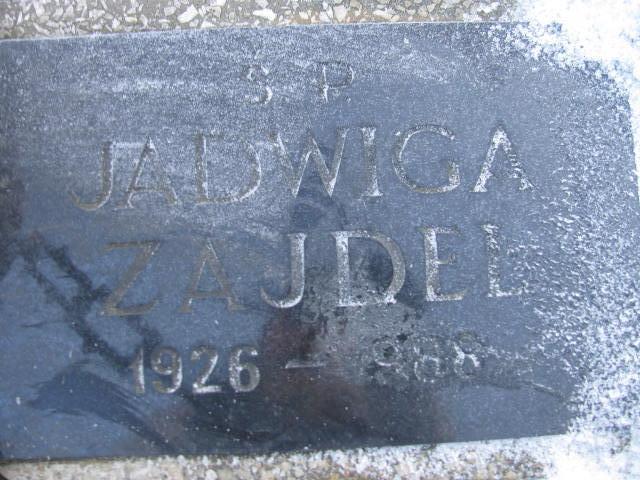 Ś P
JADWIGA
ZAJDEL
1926 –